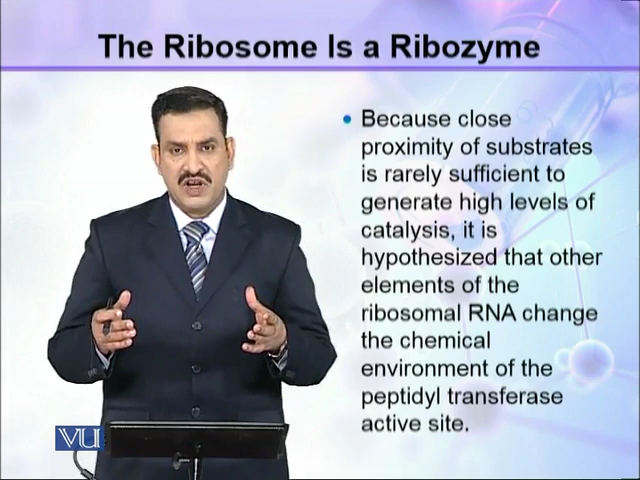 The Ribosome Is a Ribozyme
• Because close
proximity of substrates
is rarely sufficient to
generate high levels of
catalysis, it is
hypothesized that other
elements of the
ribosomal RNA change
the chemical
environment of the
peptidyl transferase
active site.
VU